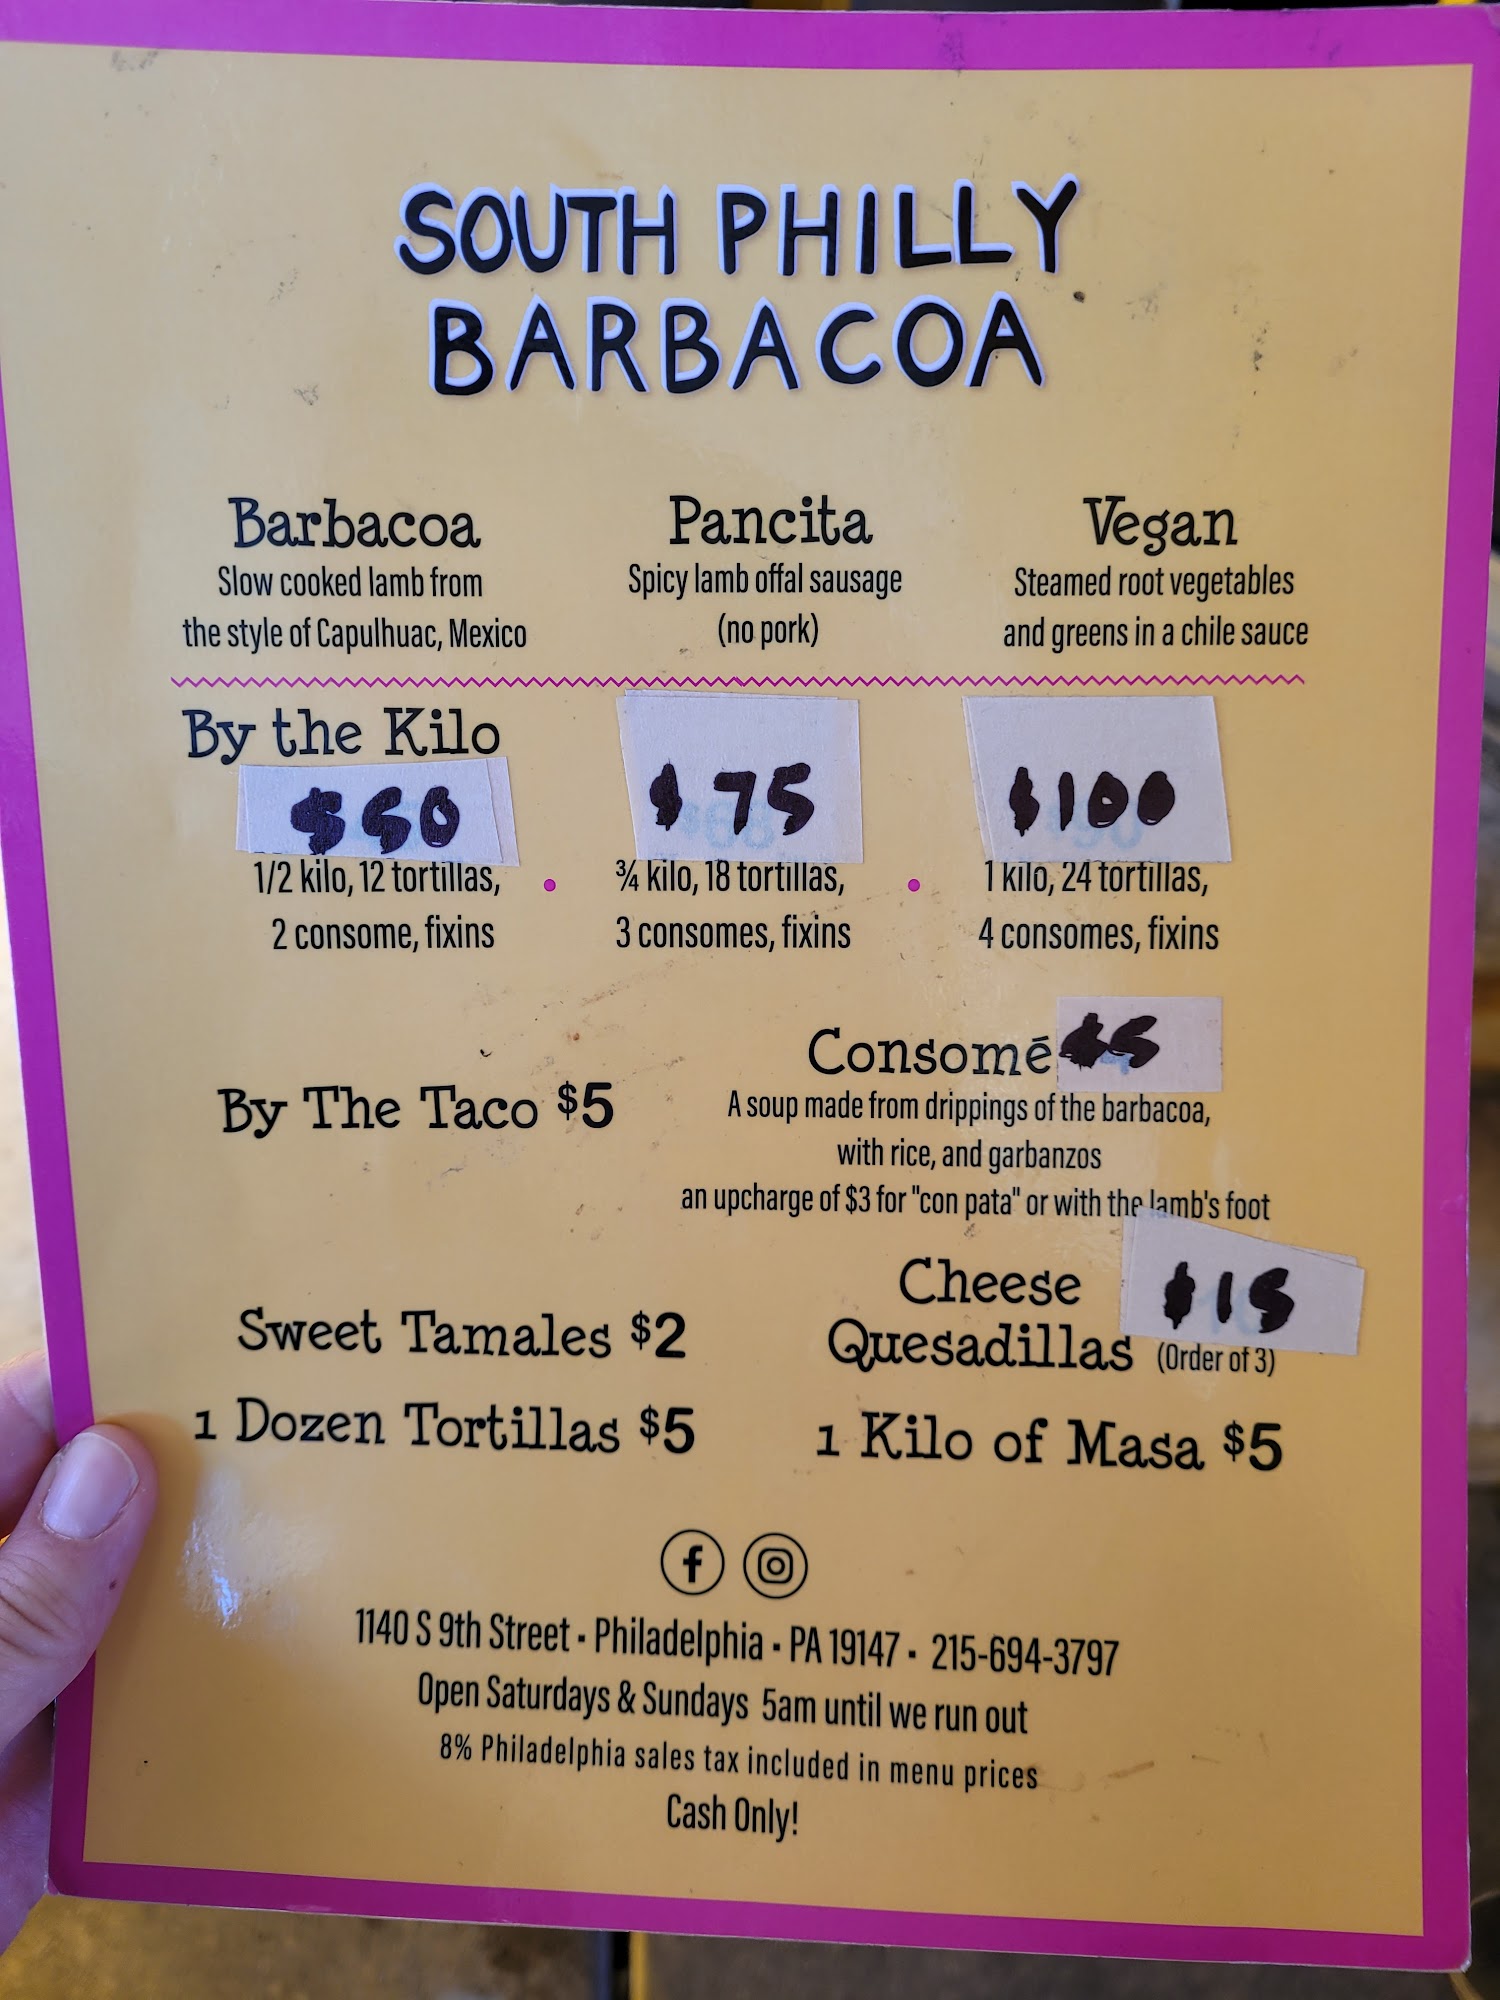 SOUTH PHILLY
BARBACOA
Barbacoa
Slow cooked lamb from
the style of Capulhuac, Mexico
Pancita
Spicy lamb offal sausage
(no pork)
Vegan
Steamed root vegetables
and greens in a chile sauce
By the Kilo
$50
1/2 kilo, 12 tortillas,
2 consome, fixins
$75
¾ kilo, 18 tortillas,
3 consomes, fixins
$100
1 kilo, 24 tortillas,
4 consomes, fixins
By The Taco $5
Consomé $5
A soup made from drippings of the barbacoa,
with rice, and garbanzos
an upcharge of $3 for "con pata" or with the lamb's foot
Sweet Tamales $2
Cheese
Quesadillas
$15
(Order of 3)
1 Dozen Tortillas $5
1 Kilo of Masa $5
1140 S 9th Street · Philadelphia · PA 19147 · 215-694-3797
Open Saturdays & Sundays 5am until we run out
8% Philadelphia sales tax included in menu prices
Cash Only!